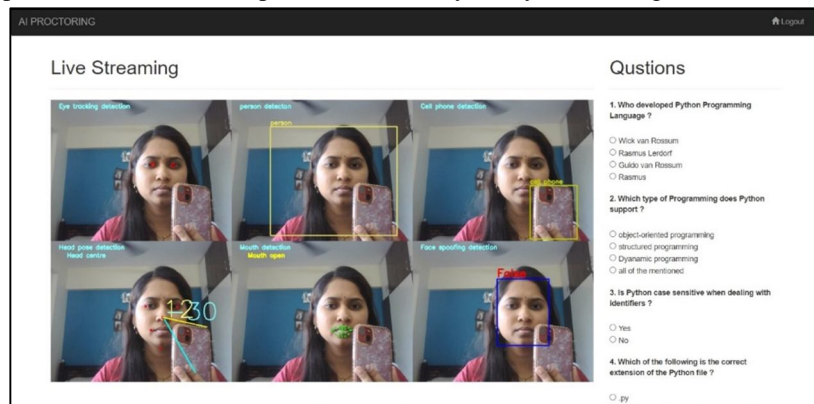 AI PROCTORING
Logout
Live Streaming
Eye tracking detection
person detection
person
Cell phone detection
cell phone
Head pose detection
Head centre
Mouth detection
Mouth open
Face spoofing detection
False
Qustions
1. Who developed Python Programming
Language ?
Wick van Rossum
Rasmus Lerdorf
Guido van Rossum
Rasmus
2. Which type of Programming does Python
support ?
object-oriented programming
structured programming
Dyanamic programming
all of the mentioned
3. Is Python case sensitive when dealing with
identifiers ?
Yes
No
4. Which of the following is the correct
extension of the Python file ?
.py